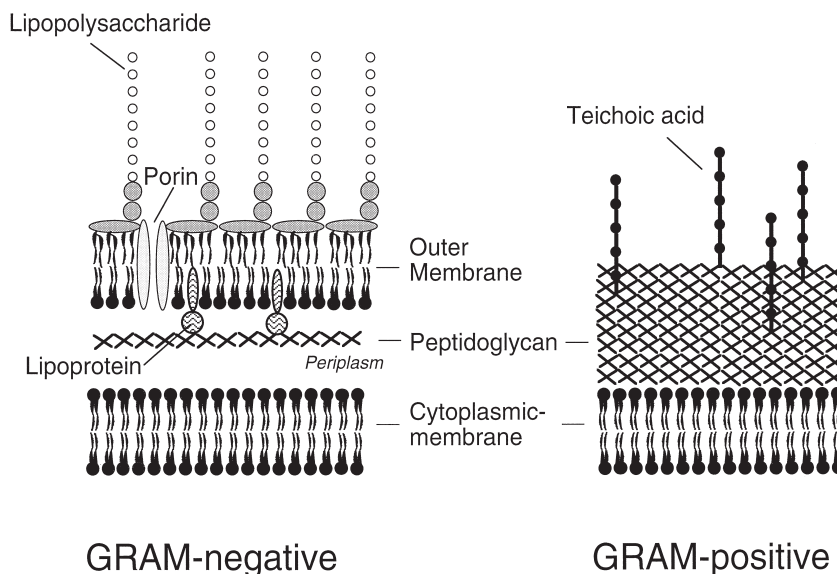 Lipopolysaccharide
Teichoic acid
Porin
Outer
Membrane
Peptidoglycan
Lipoprotein
Periplasm
Cytoplasmic-
membrane
GRAM-negative
GRAM-positive